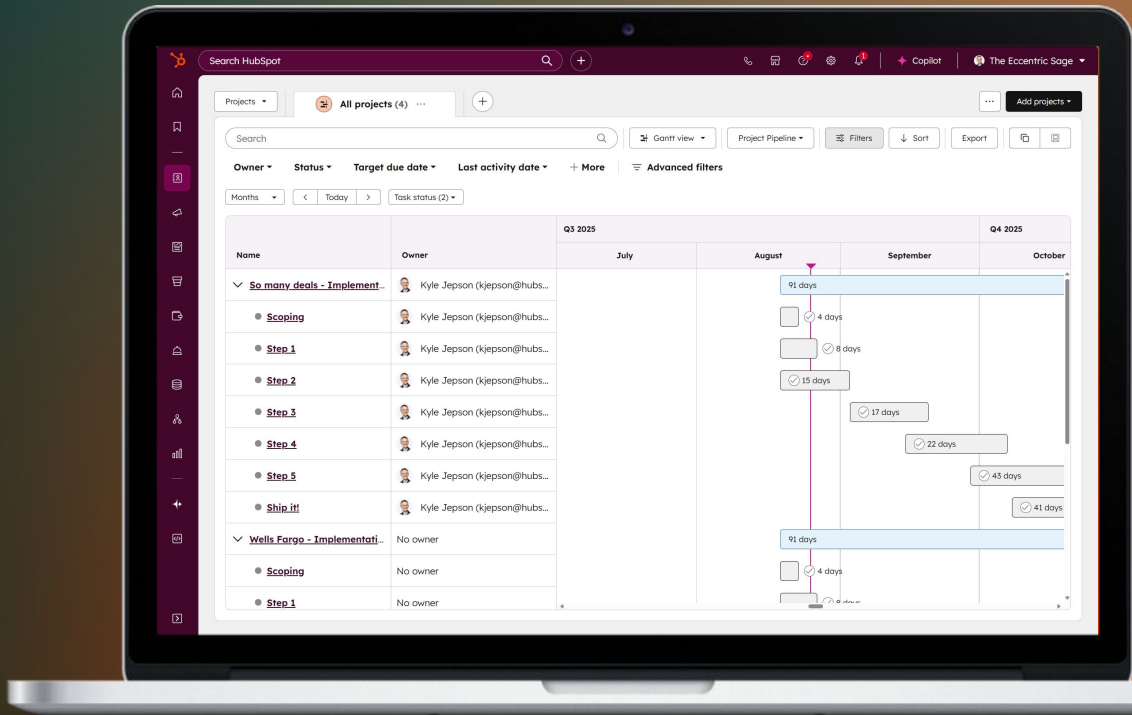 Search HubSpot
Copilot
The Eccentric Sage
Projects
All projects (4)
Add projects
Search
Gantt view
Project Pipeline
Filters
Sort
Export
Owner
Status
Target due date
Last activity date
+ More
Advanced filters
Months
Today
Task status (2)
Q3 2025
Q4 2025
Name
Owner
July
August
September
October
So many deals - Implement...
Kyle Jepson (kjepson@hubs...
91 days
Scoping
Kyle Jepson (kjepson@hubs...
4 days
Step 1
Kyle Jepson (kjepson@hubs...
8 days
Step 2
Kyle Jepson (kjepson@hubs...
15 days
Step 3
Kyle Jepson (kjepson@hubs...
17 days
Step 4
Kyle Jepson (kjepson@hubs...
22 days
Step 5
Kyle Jepson (kjepson@hubs...
43 days
Ship it!
Kyle Jepson (kjepson@hubs...
41 days
Wells Fargo - Implementati...
No owner
91 days
Scoping
No owner
4 days
Step 1
No owner
8 days